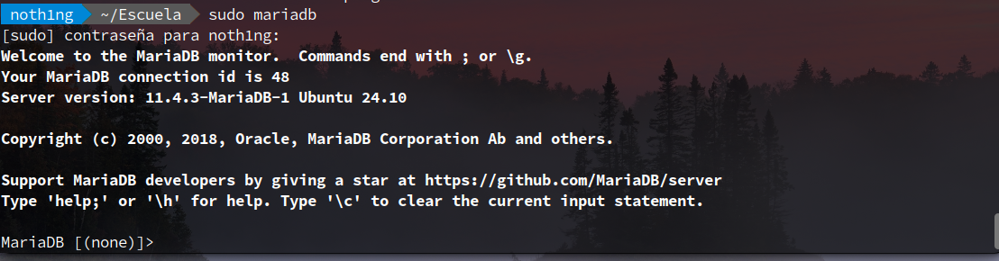 noth1ng ~/Escuela sudo mariadb
[sudo] contraseña para noth1ng:
Welcome to the MariaDB monitor.  Commands end with ; or \g.
Your MariaDB connection id is 48
Server version: 11.4.3-MariaDB-1 Ubuntu 24.10
Copyright (c) 2000, 2018, Oracle, MariaDB Corporation Ab and others.
Support MariaDB developers by giving a star at https://github.com/MariaDB/server
Type 'help;' or '\h' for help. Type '\c' to clear the current input statement.
MariaDB [(none)]>